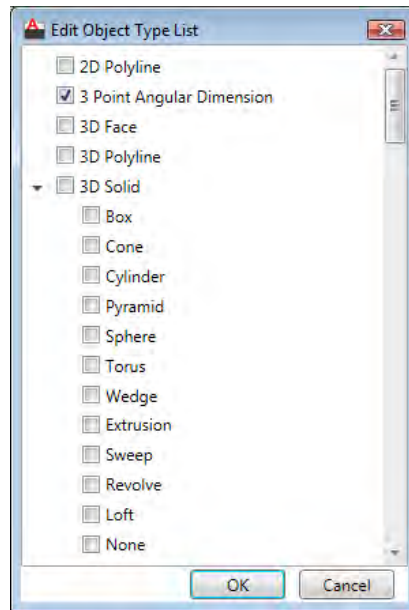 Edit Object Type List
2D Polyline
3 Point Angular Dimension
3D Face
3D Polyline
3D Solid
Box
Cone
Cylinder
Pyramid
Sphere
Torus
Wedge
Extrusion
Sweep
Revolve
Loft
None
OK Cancel